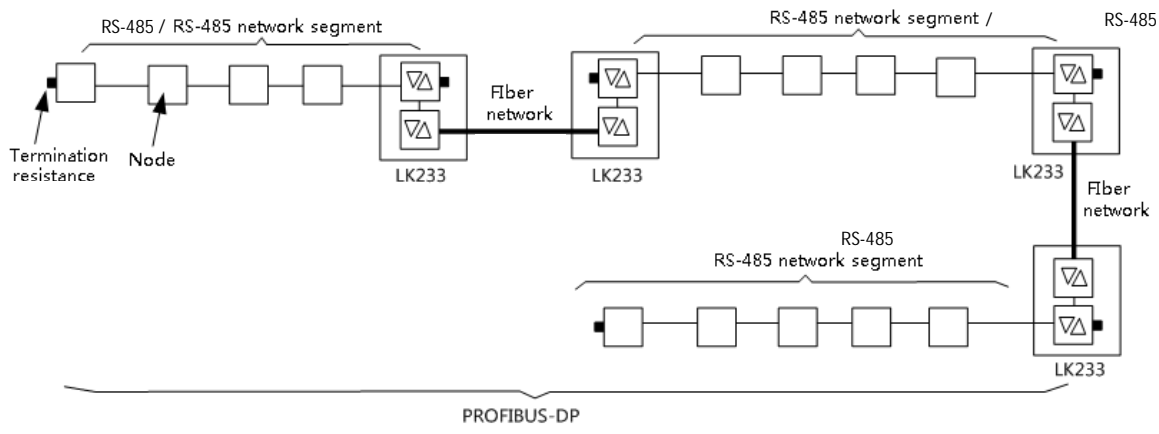 RS-485 / RS-485 network segment
RS-485 network segment /
RS-485
FIber
network
Termination
resistance
Node
LK233
LK233
LK233
FIber
network
RS-485
RS-485 network segment
LK233
PROFIBUS-DP